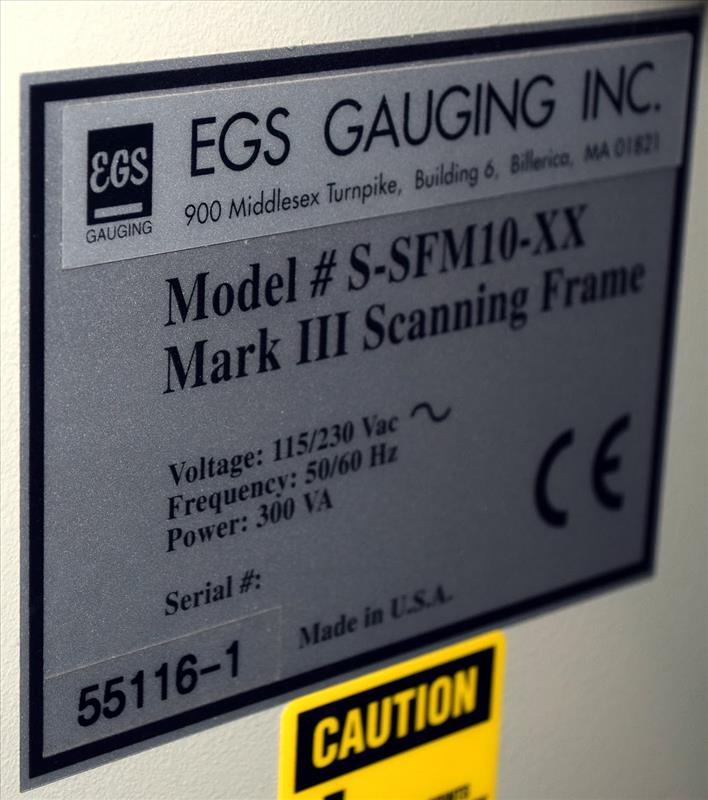 EGS GAUGING INC.
EGS
GAUGING
900 Middlesex Turnpike, Building 6, Billerica, MA 01821
Model # S-SFM10-XX
Mark III Scanning Frame
Voltage: 115/230 Vac ~
Frequency: 50/60 Hz
Power: 300 VA
CE
Serial #:
Made in U.S.A.
55116-1
CAUTION